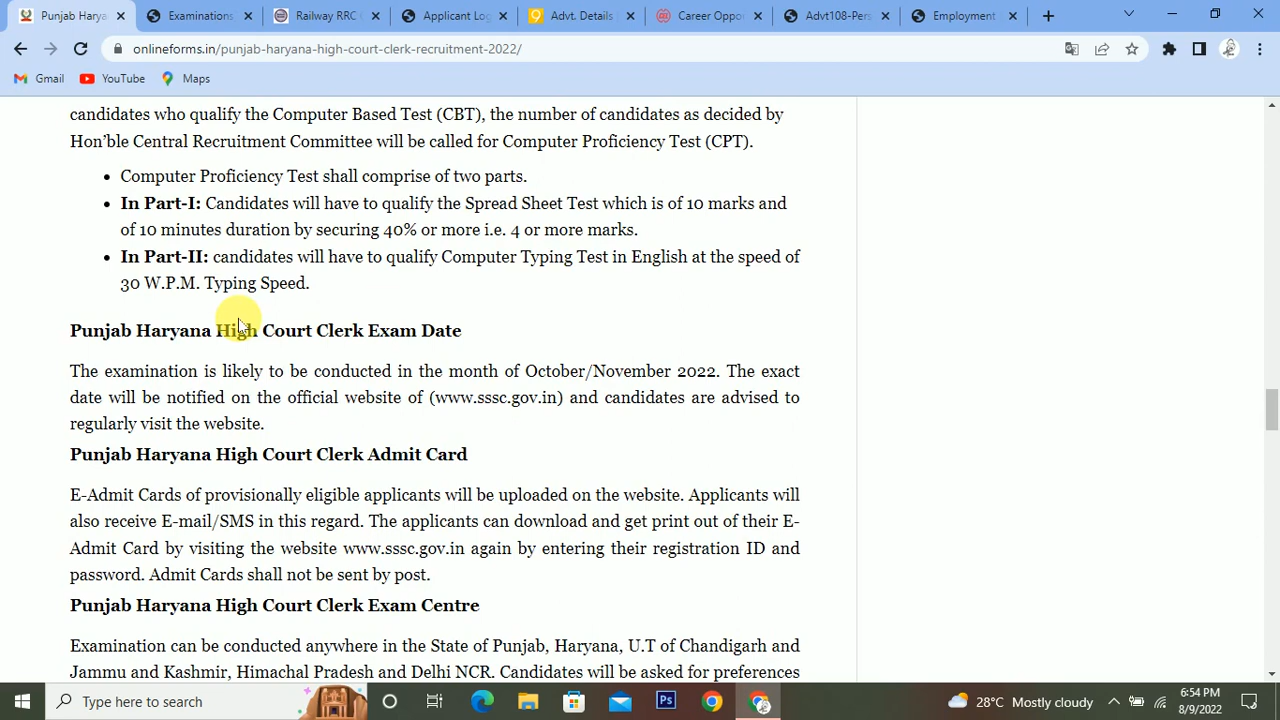 Punjab Harya
Examinations
Railway RRC
Applicant Log
Advt. Details
Career Oppo
Advt108-Pers
Employment
onlineforms.in/punjab-haryana-high-court-clerk-recruitment-2022/
Gmail
YouTube
Maps
candidates who qualify the Computer Based Test (CBT), the number of candidates as decided by
Hon'ble Central Recruitment Committee will be called for Computer Proficiency Test (CPT).
• Computer Proficiency Test shall comprise of two parts.
• In Part-I: Candidates will have to qualify the Spread Sheet Test which is of 10 marks and
of 10 minutes duration by securing 40% or more i.e. 4 or more marks.
• In Part-II: candidates will have to qualify Computer Typing Test in English at the speed of
30 W.P.M. Typing Speed.
Punjab Haryana High Court Clerk Exam Date
The examination is likely to be conducted in the month of October/November 2022. The exact
date will be notified on the official website of (www.sssc.gov.in) and candidates are advised to
regularly visit the website.
Punjab Haryana High Court Clerk Admit Card
E-Admit Cards of provisionally eligible applicants will be uploaded on the website. Applicants will
also receive E-mail/SMS in this regard. The applicants can download and get print out of their E-
Admit Card by visiting the website www.sssc.gov.in again by entering their registration ID and
password. Admit Cards shall not be sent by post.
Punjab Haryana High Court Clerk Exam Centre
Examination can be conducted anywhere in the State of Punjab, Haryana, U.T of Chandigarh and
Jammu and Kashmir, Himachal Pradesh and Delhi NCR. Candidates will be asked for preferences
Type here to search
Ps
28°C Mostly cloudy
6:54 PM
8/9/2022